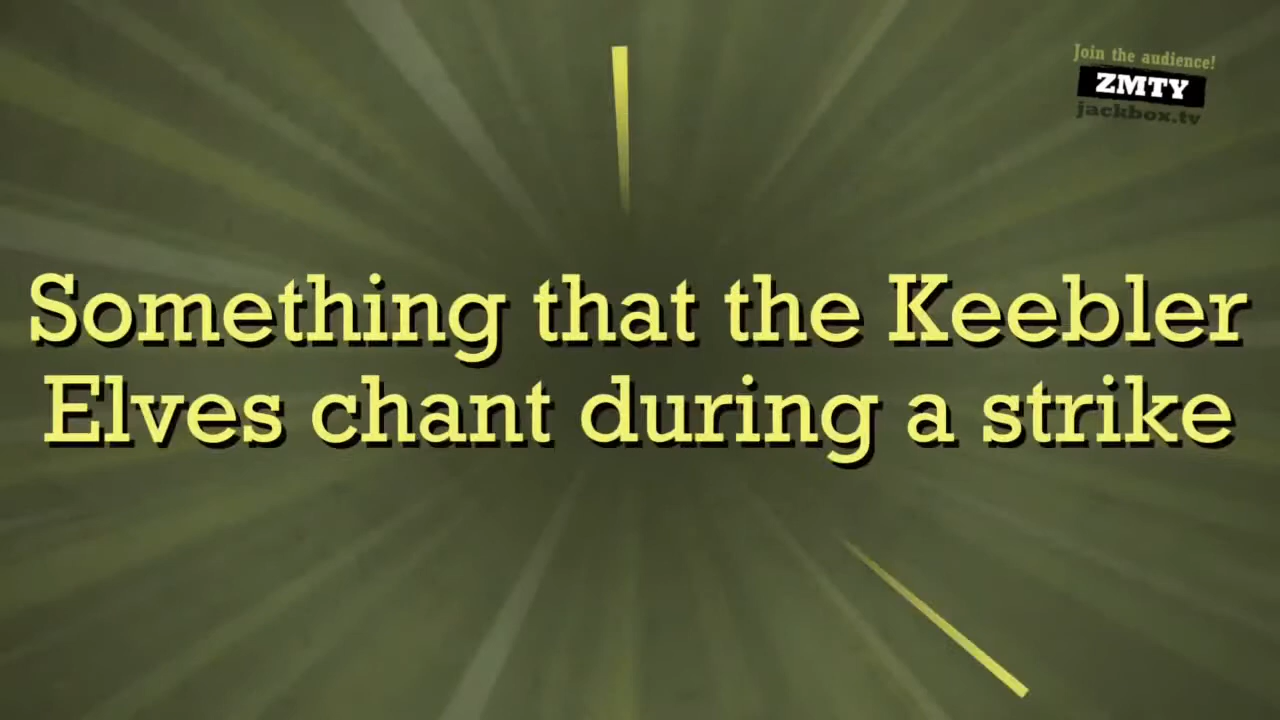 Join the audience!
ZMTY
jackbox.tv
Something that the Keebler
Elves chant during a strike